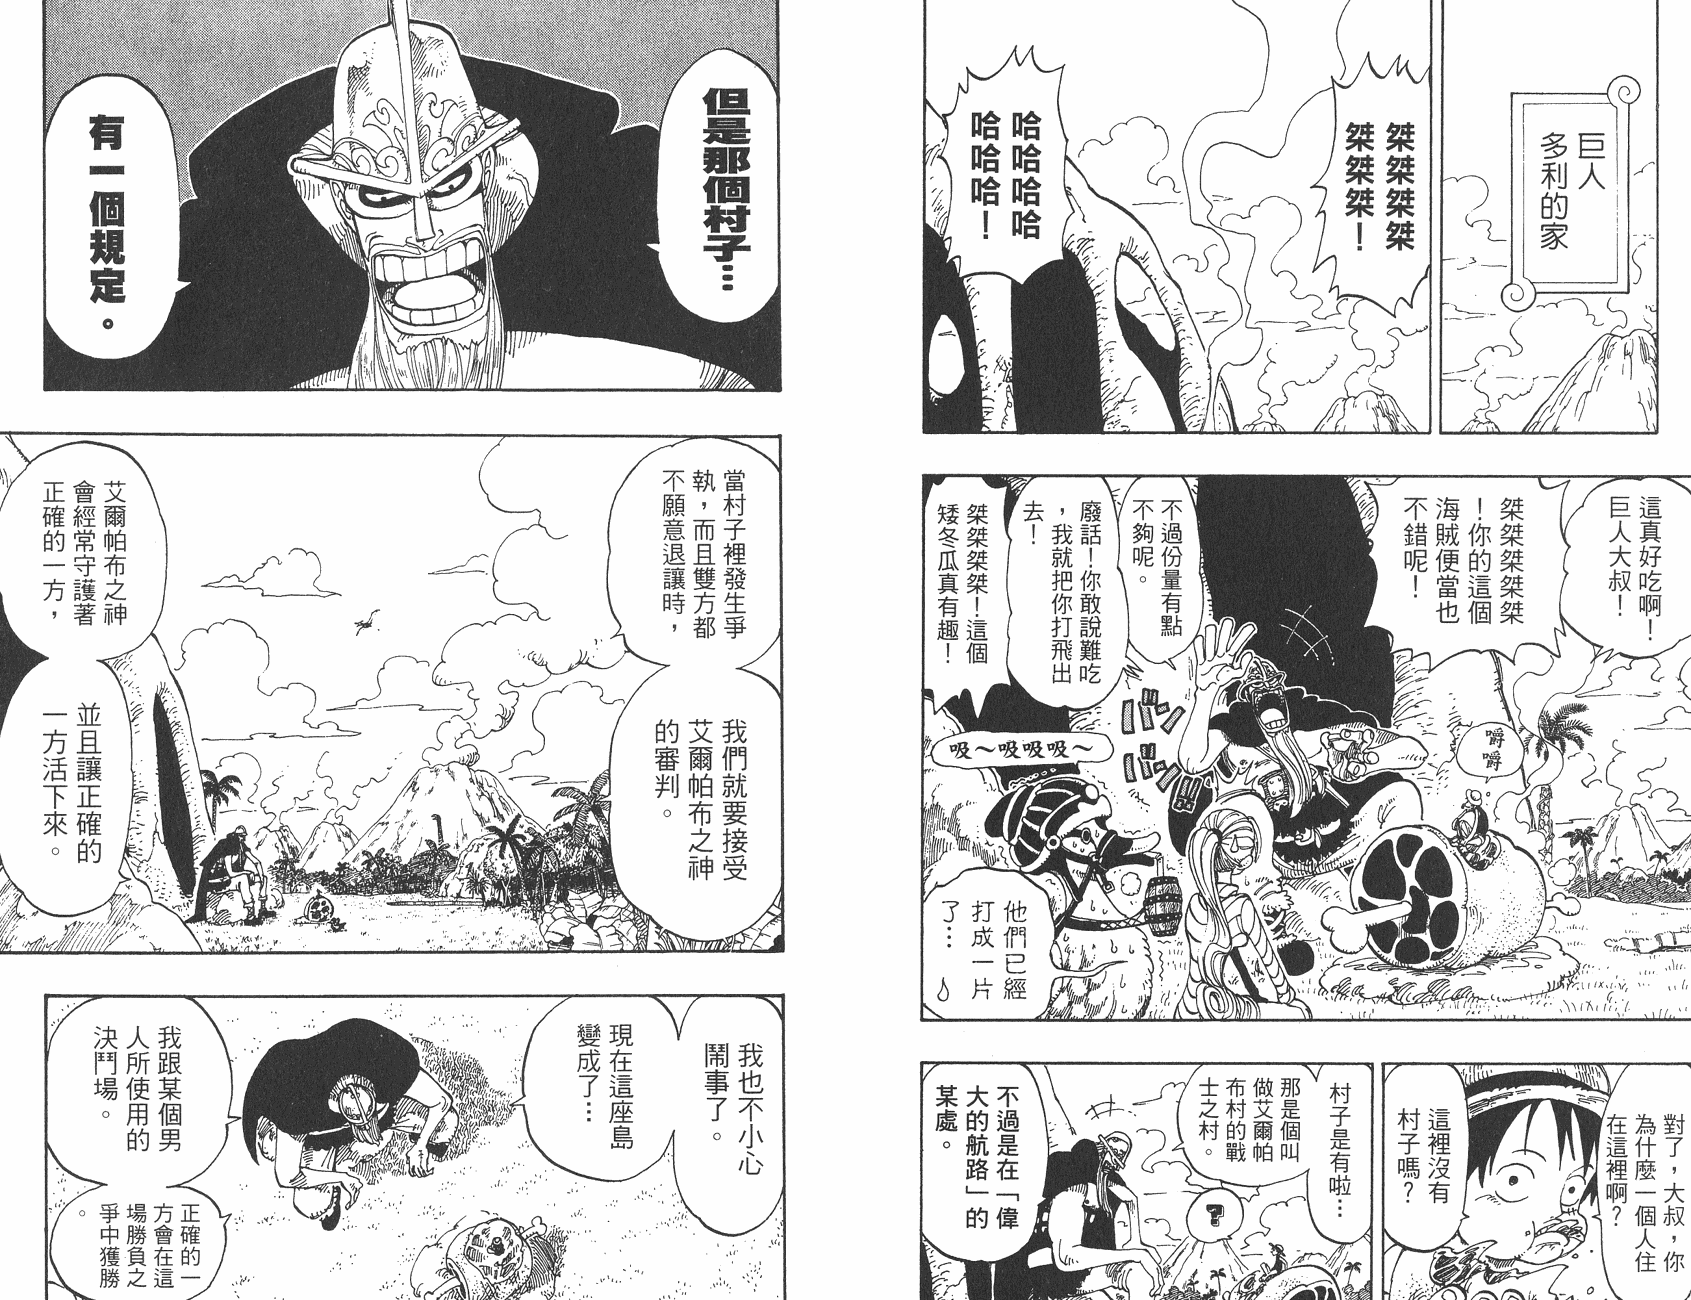 巨人
多利的家
桀桀桀桀
桀桀桀！
哈哈哈哈
哈哈哈！
這真好吃啊！
巨人大叔！
桀桀桀桀桀
！你的這個
海賊便當也
不錯呢！
不過份量有點
不夠呢。
廢話！你敢說難吃
，我就把你打飛出
去！
桀桀桀桀！這個
矮冬瓜真有趣！
嚼嚼
バン
バン!!
吸～吸吸吸～
他們已經
打成一片
了…
對了，大叔，你
為什麼一個人住
在這裡啊？
這裡沒有
村子嗎？
村子是有啦…
那是個叫
做艾爾帕
布村的戰
士之村。
?
不過是在「偉
大的航路」的
某處。
但是那個村子…
有一個規定。
當村子裡發生爭
執，而且雙方都
不願意退讓時，
我們就要接受
艾爾帕布之神
的審判。
艾爾帕布之神
會經常守護著
正確的一方，
並且讓正確的
一方活下來。
我也不小心
鬧事了。
現在這座島
變成了…
我跟某個男
人所使用的
決鬥場。
正確的一
方會在這
場勝負之
爭中獲勝
。